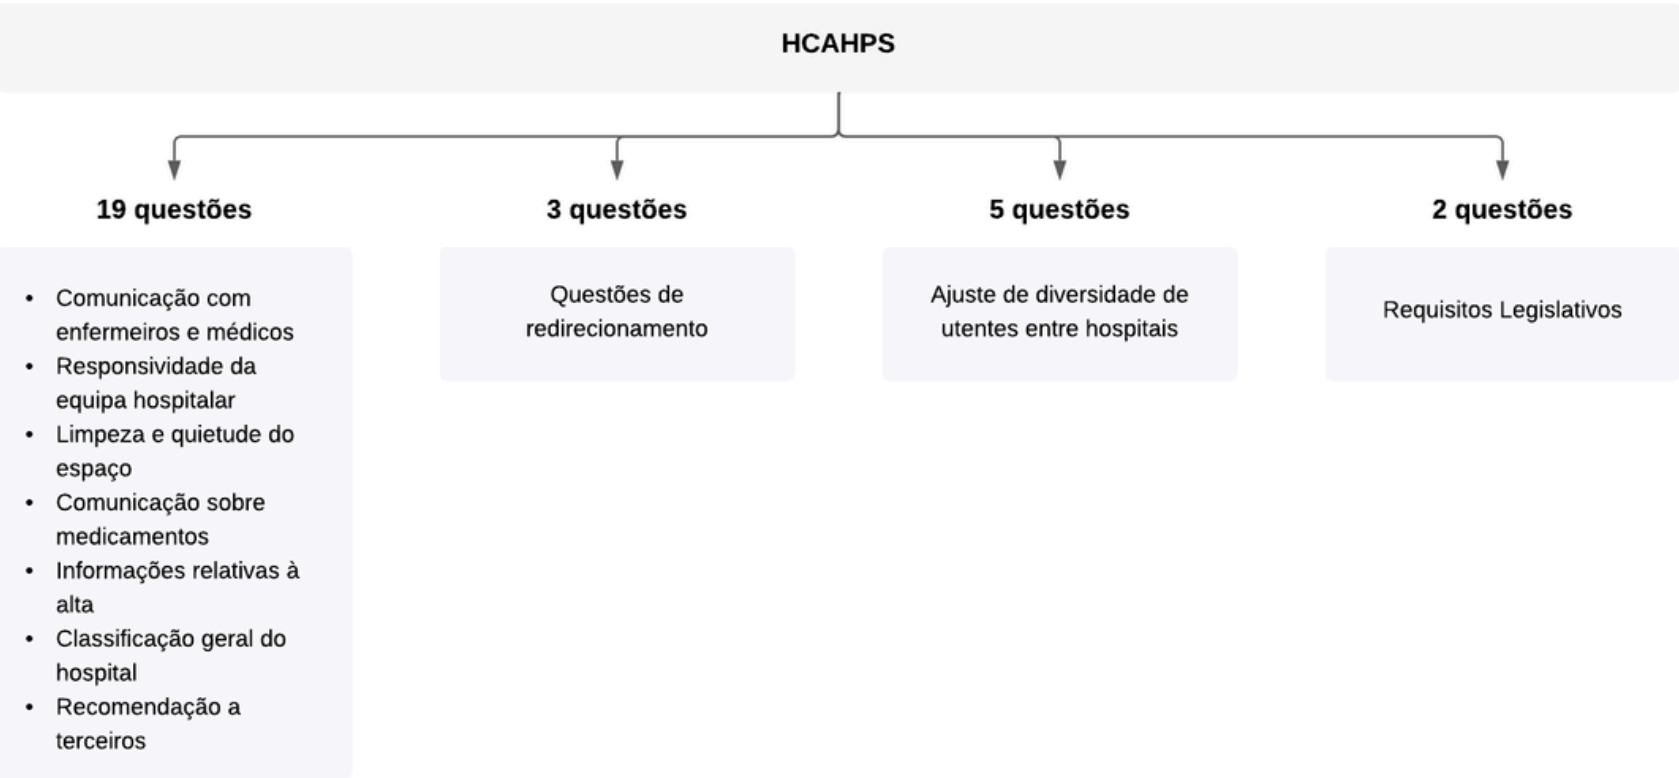 HCAHPS
19 questões
• Comunicação com
enfermeiros e médicos
• Responsividade da
equipa hospitalar
• Limpeza e quietude do
espaço
• Comunicação sobre
medicamentos
• Informações relativas à
alta
• Classificação geral do
hospital
• Recomendação a
terceiros
3 questões
Questões de
redirecionamento
5 questões
Ajuste de diversidade de
utentes entre hospitais
2 questões
Requisitos Legislativos